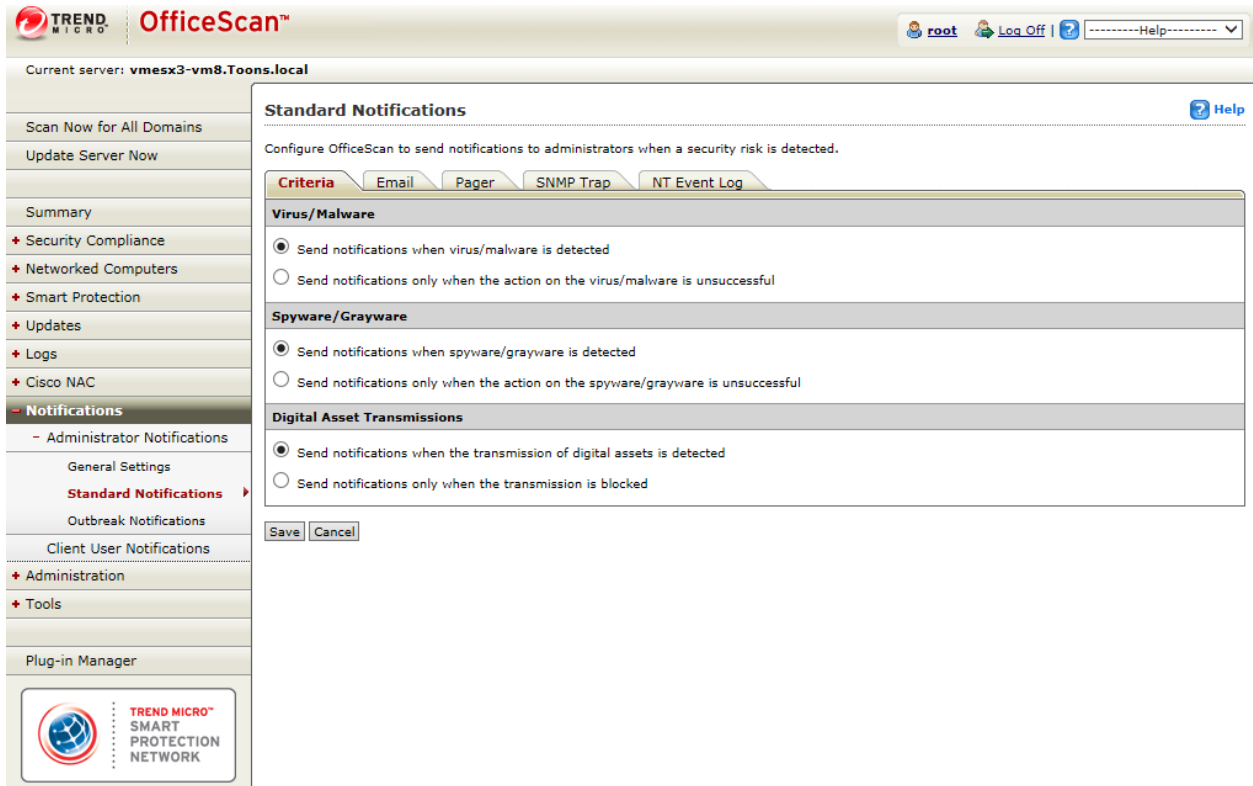 TREND MICRO™ OfficeScan™
root Log Off | ? ---------Help---------
Current server: vmesx3-vm8.Toons.local
Scan Now for All Domains
Update Server Now
Summary
+ Security Compliance
+ Networked Computers
+ Smart Protection
+ Updates
+ Logs
+ Cisco NAC
- Notifications
- Administrator Notifications
General Settings
Standard Notifications
Outbreak Notifications
Client User Notifications
+ Administration
+ Tools
Plug-in Manager
TREND MICRO™
SMART
PROTECTION
NETWORK
Standard Notifications
? Help
Configure OfficeScan to send notifications to administrators when a security risk is detected.
Criteria Email Pager SNMP Trap NT Event Log
Virus/Malware
Send notifications when virus/malware is detected
Send notifications only when the action on the virus/malware is unsuccessful
Spyware/Grayware
Send notifications when spyware/grayware is detected
Send notifications only when the action on the spyware/grayware is unsuccessful
Digital Asset Transmissions
Send notifications when the transmission of digital assets is detected
Send notifications only when the transmission is blocked
Save Cancel